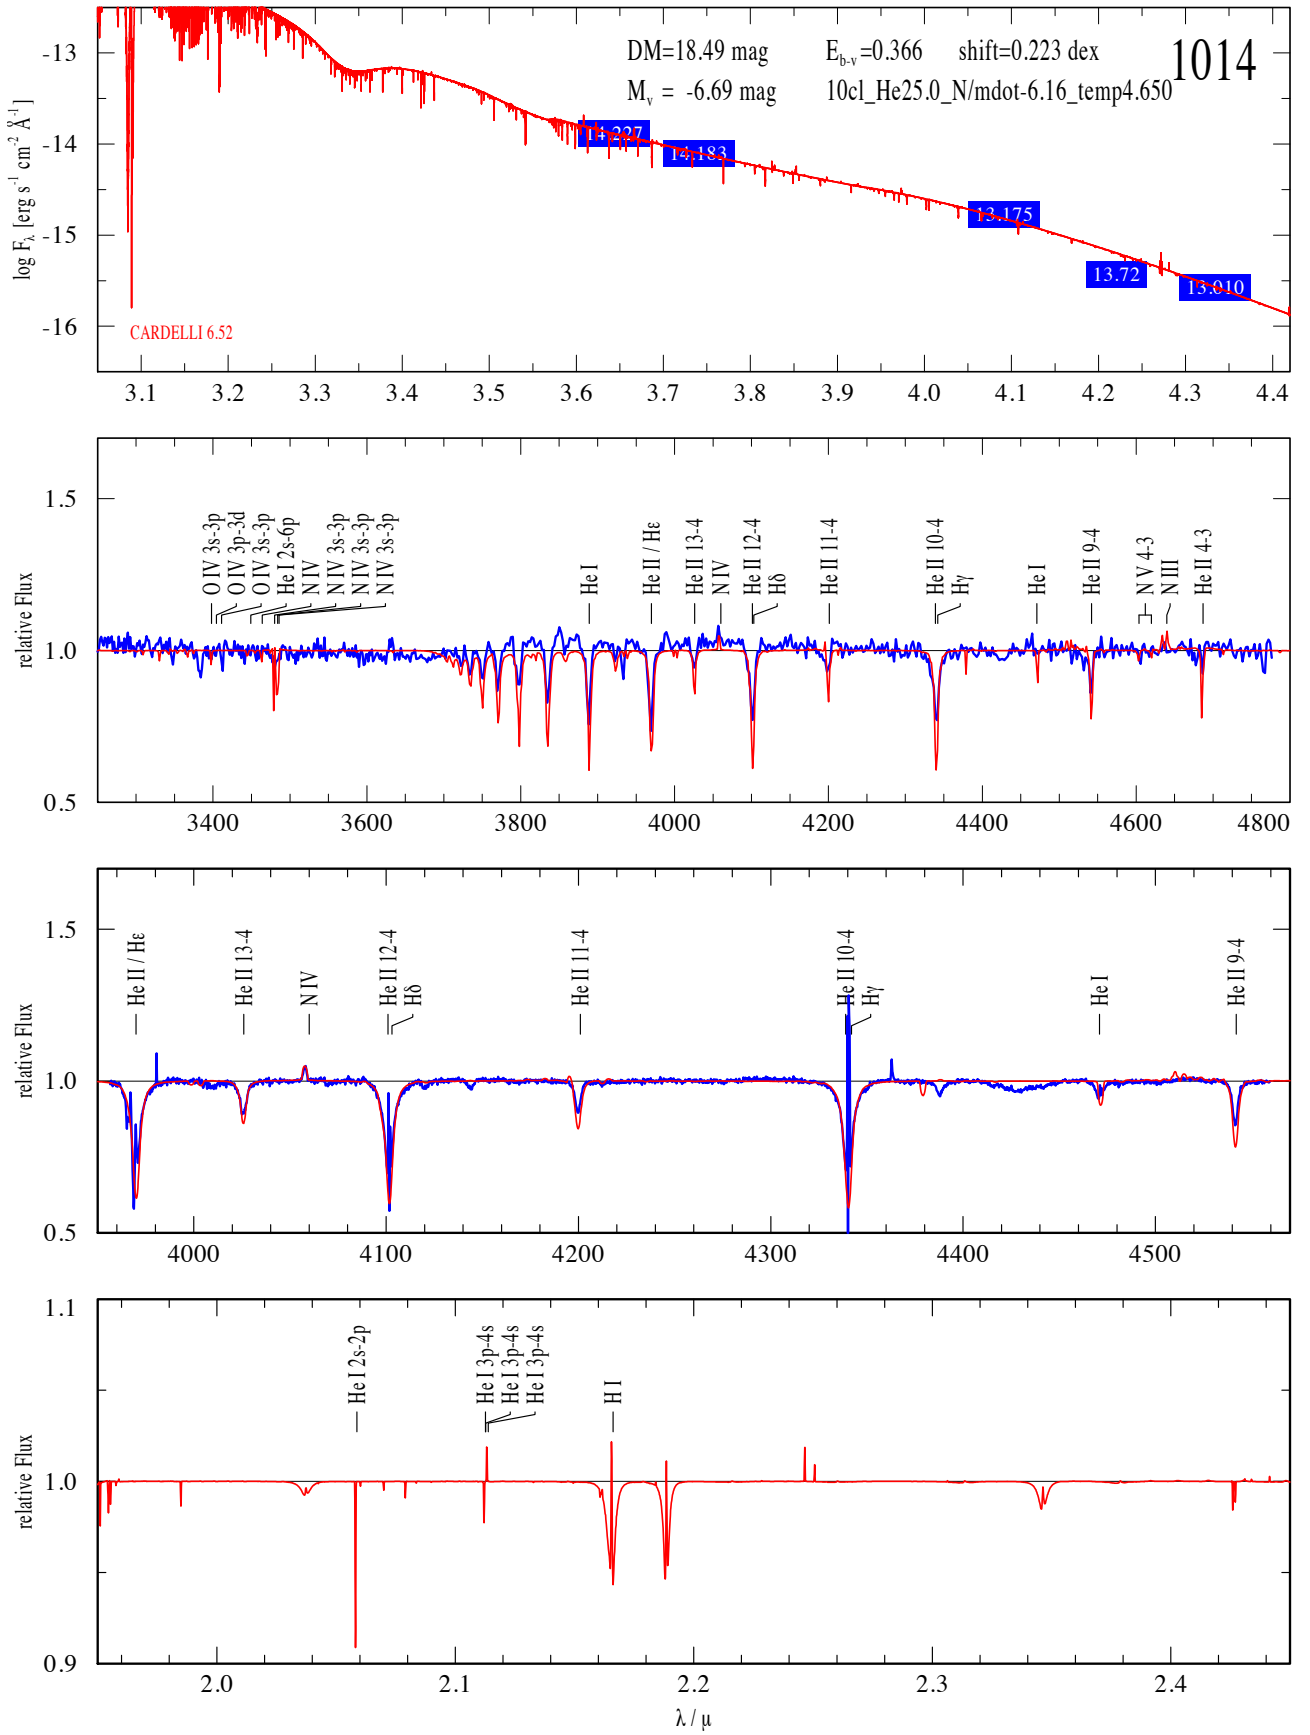 DM=18.49 mag E_b-v=0.366 shift=0.223 dex 1014
M_v = -6.69 mag 10cl_He25.0_N/mdot-6.16_temp4.650
log F_λ [erg s⁻¹ cm⁻² Å⁻¹]
-13
-14
-15
-16
14.227
14.183
13.175
13.72
13.010
CARDELLI 6.52
3.1 3.2 3.3 3.4 3.5 3.6 3.7 3.8 3.9 4.0 4.1 4.2 4.3 4.4
relative Flux
1.5
1.0
0.5
O IV 3s-3p
O IV 3p-3d
O IV 3s-3p
He I 2s-6p
N IV
N IV 3s-3p
N IV 3s-3p
N IV 3s-3p
He I
He II / Hε
He II 13-4
N IV
He II 12-4
Hδ
He II 11-4
He II 10-4
Hγ
He I
He II 9-4
N V 4-3
N III
He II 4-3
3400 3600 3800 4000 4200 4400 4600 4800
relative Flux
1.5
1.0
0.5
He II / Hε
He II 13-4
N IV
He II 12-4
Hδ
He II 11-4
He II 10-4
Hγ
He I
He II 9-4
4000 4100 4200 4300 4400 4500
relative Flux
1.1
1.0
0.9
He I 2s-2p
He I 3p-4s
He I 3p-4s
He I 3p-4s
H I
2.0 2.1 2.2 2.3 2.4
λ / μ